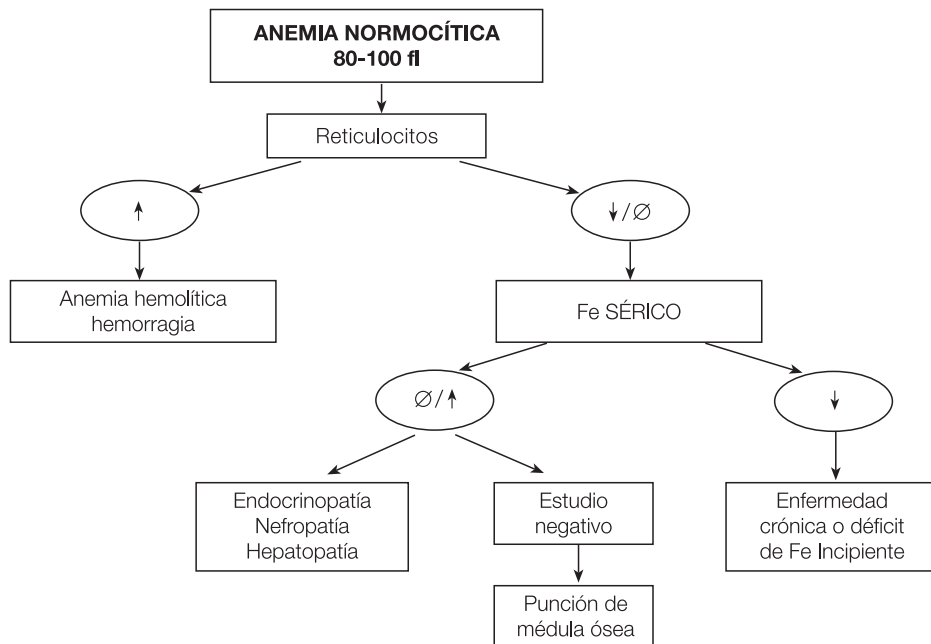 ANEMIA NORMOCÍTICA
80-100 fl
Reticulocitos
↑
↓/∅
Anemia hemolítica
hemorragia
Fe SÉRICO
∅/↑
↓
Endocrinopatía
Nefropatía
Hepatopatía
Estudio
negativo
Enfermedad
crónica o déficit
de Fe Incipiente
Punción de
médula ósea